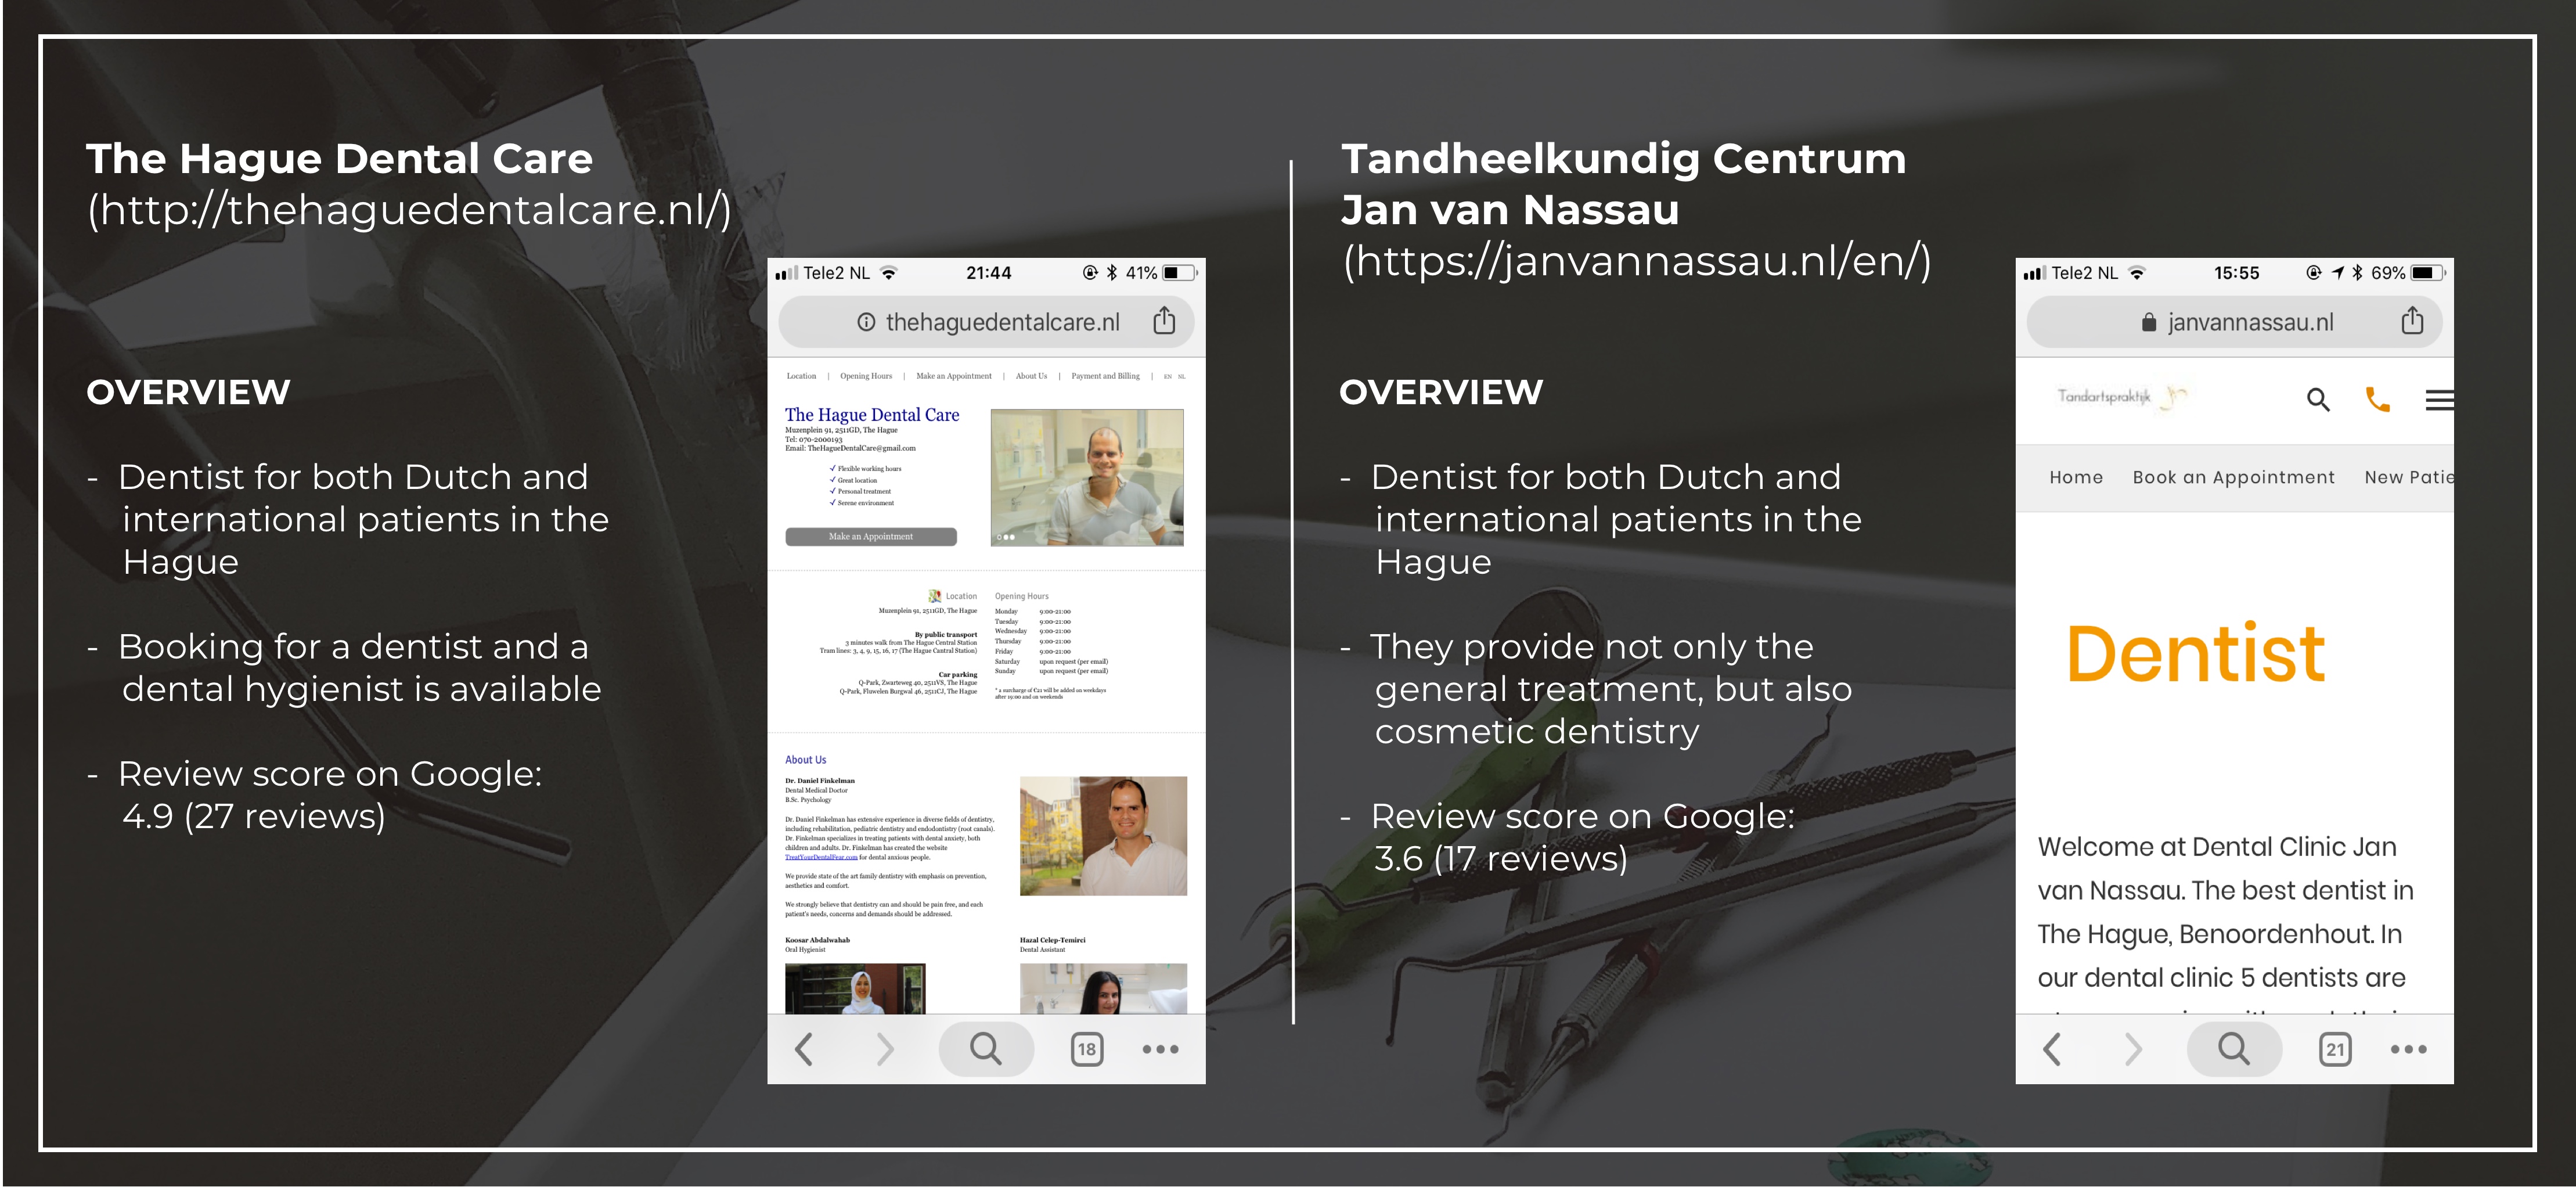 The Hague Dental Care
(http://thehaguedentalcare.nl/)
OVERVIEW
- Dentist for both Dutch and
international patients in the
Hague
- Booking for a dentist and a
dental hygienist is available
- Review score on Google:
4.9 (27 reviews)
Tele2 NL 21:44 41%
thehaguedentalcare.nl
Location | Opening Hours | Make an Appointment | About Us | Payment and Billing | EN NL
The Hague Dental Care
Muzenplein 91, 2511GD, The Hague
Tel: 070-2000193
Email: TheHagueDentalCare@gmail.com
✓ Flexible working hours
✓ Great location
✓ Personal treatment
✓ Serene environment
Make an Appointment
Location
Muzenplein 91, 2511GD, The Hague
By public transport
3 minutes walk from The Hague Central Station
Tram lines: 3, 4, 9, 15, 16, 17 (The Hague Cantral Station)
Car parking
Q-Park, Zwarteweg 40, 2511VS, The Hague
Q-Park, Fluwelen Burgwal 46, 2511CJ, The Hague
Opening Hours
Monday 9:00-21:00
Tuesday 9:00-21:00
Wednesday 9:00-21:00
Thursday 9:00-21:00
Friday 9:00-21:00
Saturday upon request (per email)
Sunday upon request (per email)
* a surcharge of €21 will be added on weekdays
after 19:00 and on weekends
About Us
Dr. Daniel Finkelman
Dental Medical Doctor
B.Sc. Psychology
Dr. Daniel Finkelman has extensive experience in diverse fields of dentistry,
including rehabilitation, pediatric dentistry and endodontistry (root canals).
Dr. Finkelman specializes in treating patients with dental anxiety, both
children and adults. Dr. Finkelman has created the website
TreatYourDentalFear.com for dental anxious people.
We provide state of the art family dentistry with emphasis on prevention,
aesthetics and comfort.
We strongly believe that dentistry can and should be pain free, and each
patient's needs, concerns and demands should be addressed.
Koosar Abdalwahab
Oral Hygienist
Hazal Celep-Temirci
Dental Assistant
18
Tandheelkundig Centrum
Jan van Nassau
(https://janvannassau.nl/en/)
OVERVIEW
- Dentist for both Dutch and
international patients in the
Hague
- They provide not only the
general treatment, but also
cosmetic dentistry
- Review score on Google:
3.6 (17 reviews)
Tele2 NL 15:55 69%
janvannassau.nl
Tandartspraktijk
Home Book an Appointment New Patie
Dentist
Welcome at Dental Clinic Jan
van Nassau. The best dentist in
The Hague, Benoordenhout. In
our dental clinic 5 dentists are
21